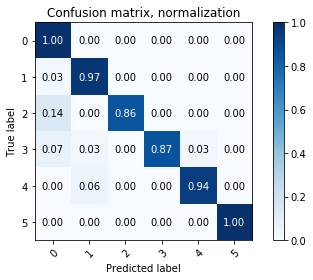 Confusion matrix, normalization
0 1.00 0.00 0.00 0.00 0.00 0.00
1 0.03 0.97 0.00 0.00 0.00 0.00
2 0.14 0.00 0.86 0.00 0.00 0.00
3 0.07 0.03 0.00 0.87 0.03 0.00
4 0.00 0.06 0.00 0.00 0.94 0.00
5 0.00 0.00 0.00 0.00 0.00 1.00
0 1 2 3 4 5
True label
Predicted label
1.0
0.8
0.6
0.4
0.2
0.0